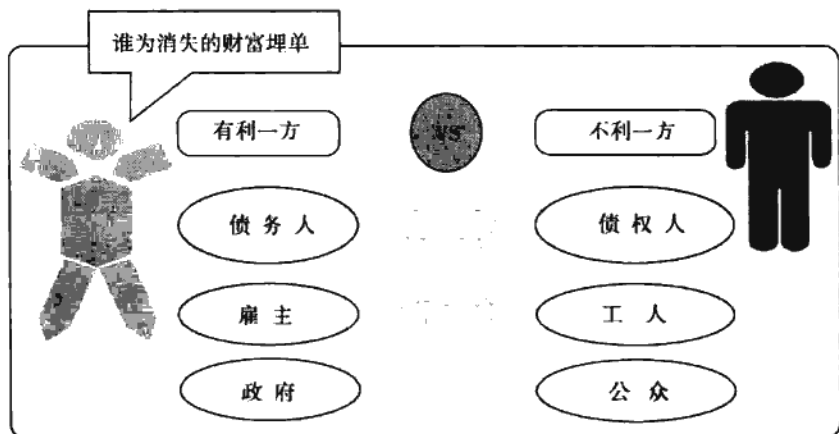 谁为消失的财富埋单
有利一方
VS
不利一方
债务人
债权人
雇主
工人
政府
公众